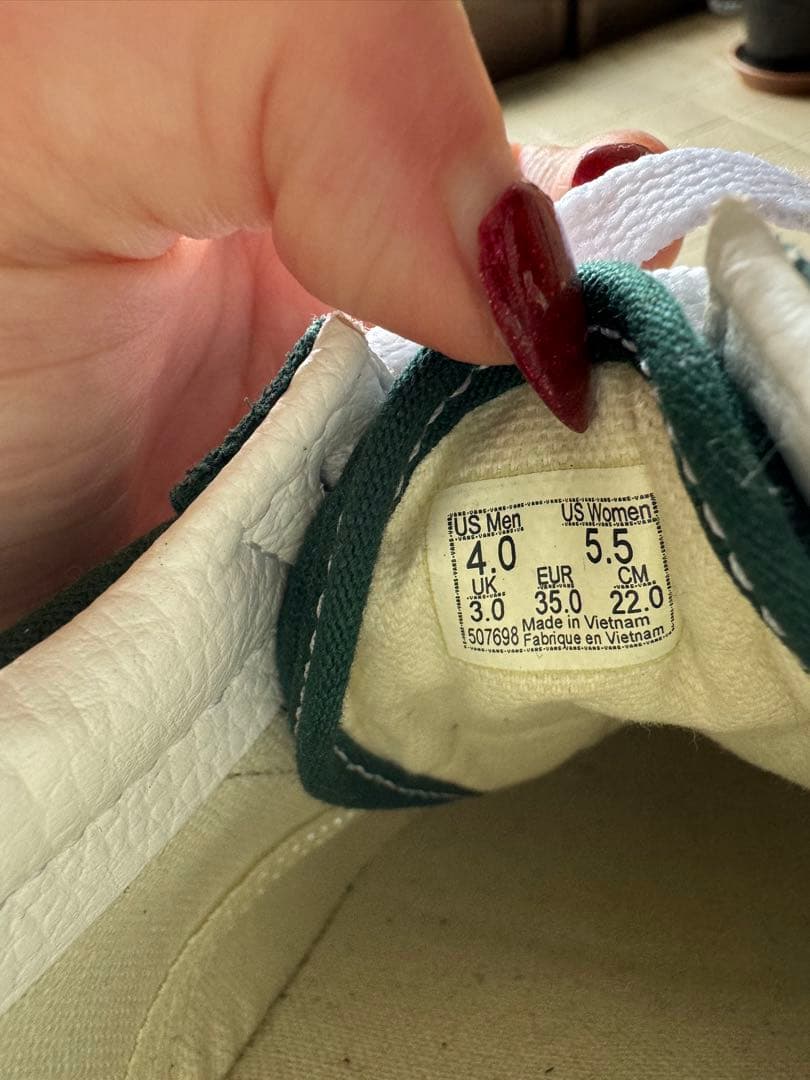 US Men US Women
4.0 5.5
UK EUR CM
3.0 35.0 22.0
Made in Vietnam
507698 Fabrique en Vietnam